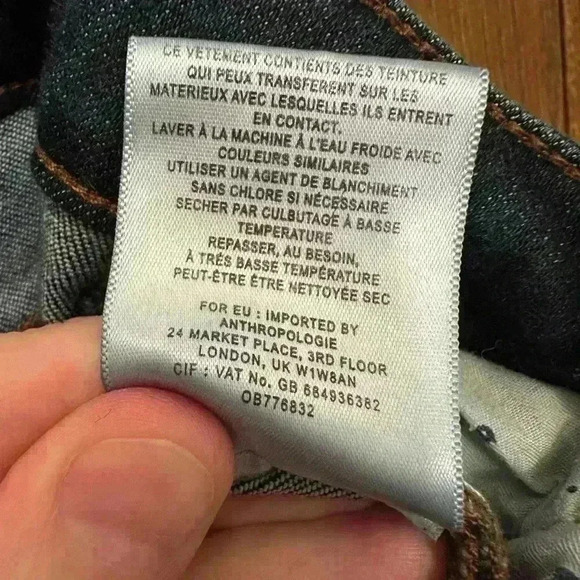 CE VETEMENT CONTIENTS DES TEINTURE
QUI PEUX TRANSFERENT SUR LES
MATERIEUX AVEC LESQUELLES ILS ENTRENT
EN CONTACT.
LAVER À LA MACHINE À L'EAU FROIDE AVEC
COULEURS SIMILAIRES
UTILISER UN AGENT DE BLANCHIMENT
SANS CHLORE SI NÉCESSAIRE
SECHER PAR CULBUTAGE À BASSE
TEMPERATURE
REPASSER, AU BESOIN,
À TRÉS BASSE TEMPÉRATURE
PEUT-ÊTRE ÊTRE NETTOYÉE SEC
FOR EU : IMPORTED BY
ANTHROPOLOGIE
24 MARKET PLACE, 3RD FLOOR
LONDON, UK W1W8AN
CIF : VAT No. GB 684936382
OB776832